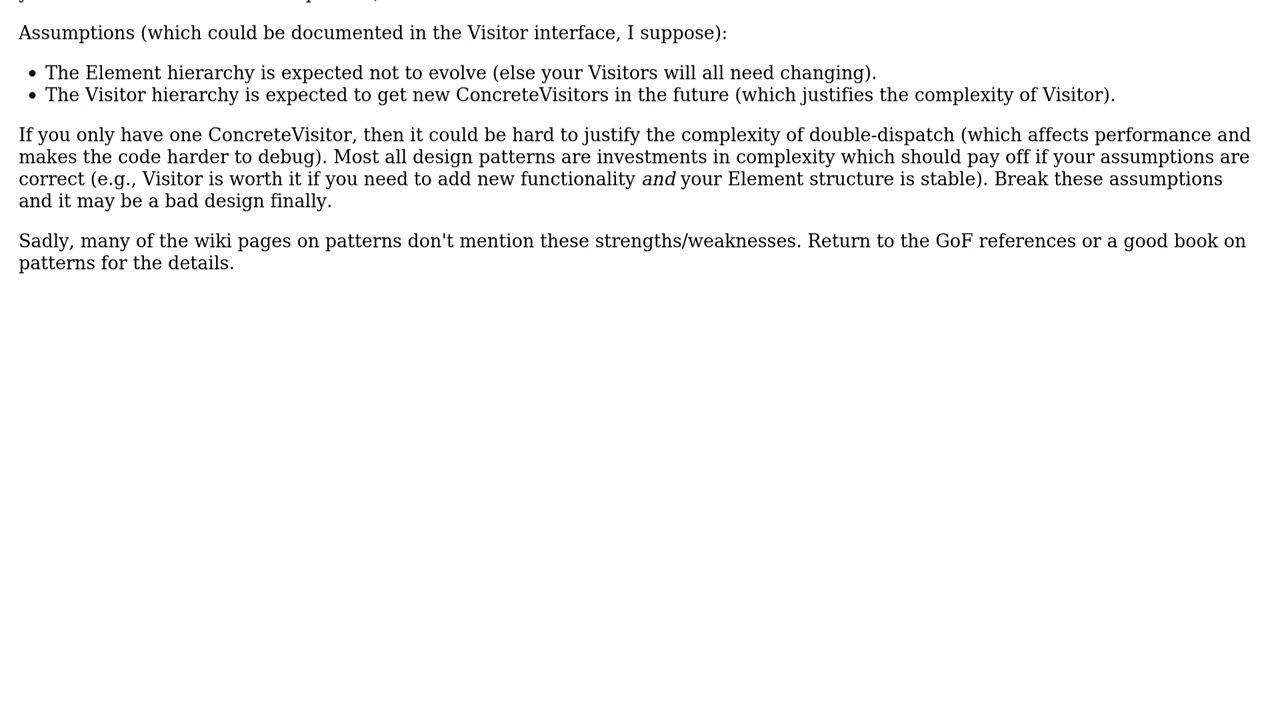 Assumptions (which could be documented in the Visitor interface, I suppose):
• The Element hierarchy is expected not to evolve (else your Visitors will all need changing).
• The Visitor hierarchy is expected to get new ConcreteVisitors in the future (which justifies the complexity of Visitor).
If you only have one ConcreteVisitor, then it could be hard to justify the complexity of double-dispatch (which affects performance and
makes the code harder to debug). Most all design patterns are investments in complexity which should pay off if your assumptions are
correct (e.g., Visitor is worth it if you need to add new functionality and your Element structure is stable). Break these assumptions
and it may be a bad design finally.
Sadly, many of the wiki pages on patterns don't mention these strengths/weaknesses. Return to the GoF references or a good book on
patterns for the details.